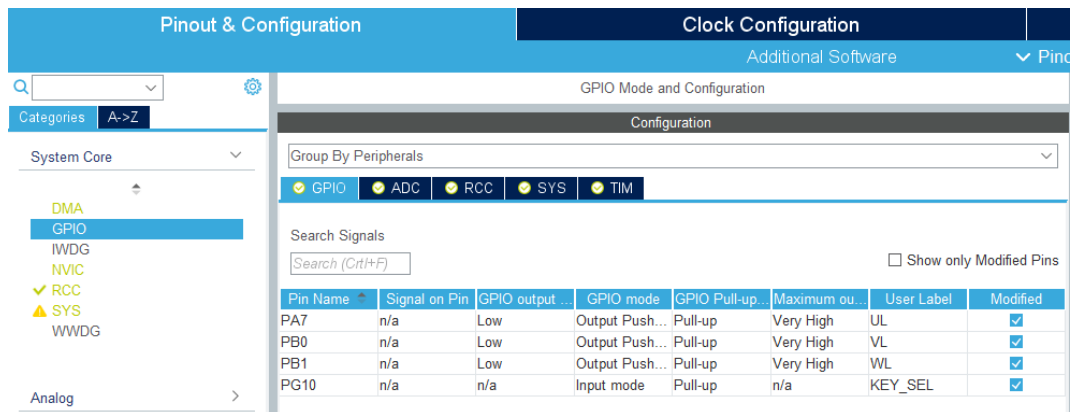 Pinout & Configuration Clock Configuration
Additional Software Pinc
GPIO Mode and Configuration
Categories A->Z
Configuration
System Core
Group By Peripherals
GPIO ADC RCC SYS TIM
DMA
GPIO
IWDG
NVIC
RCC
SYS
WWDG
Search Signals
Search (Crtl+F)
Show only Modified Pins
Pin Name Signal on Pin GPIO output ... GPIO mode GPIO Pull-up... Maximum ou... User Label Modified
PA7 n/a Low Output Push... Pull-up Very High UL
PB0 n/a Low Output Push... Pull-up Very High VL
PB1 n/a Low Output Push... Pull-up Very High WL
PG10 n/a n/a Input mode Pull-up n/a KEY_SEL
Analog